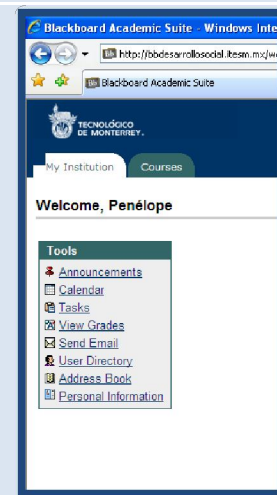 Blackboard Academic Suite - Windows Inte
http://bbdesarrollosocial.itesm.mx/w
Blackboard Academic Suite
TECNOLÓGICO
DE MONTERREY.
My Institution
Courses
Welcome, Penélope
Tools
Announcements
Calendar
Tasks
View Grades
Send Email
User Directory
Address Book
Personal Information